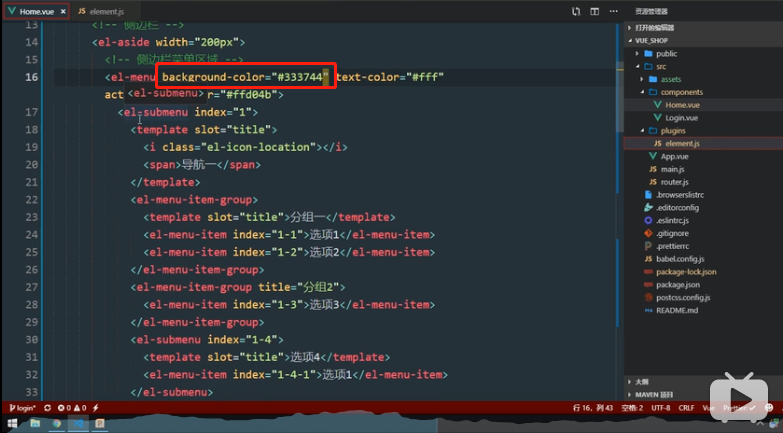 Home.vue × JS element.js
资源管理器
13 <!-- 侧边栏 -->
14 <el-aside width="200px">
15 <!-- 侧边栏菜单区域 -->
16 <el-menu background-color="#333744" text-color="#fff"
act <el-submenu> r="#ffd04b">
17 <el-submenu index="1">
18 <template slot="title">
19 <i class="el-icon-location"></i>
20 <span>导航一</span>
21 </template>
22 <el-menu-item-group>
23 <template slot="title">分组一</template>
24 <el-menu-item index="1-1">选项1</el-menu-item>
25 <el-menu-item index="1-2">选项2</el-menu-item>
26 </el-menu-item-group>
27 <el-menu-item-group title="分组2">
28 <el-menu-item index="1-3">选项3</el-menu-item>
29 </el-menu-item-group>
30 <el-submenu index="1-4">
31 <template slot="title">选项4</template>
32 <el-menu-item index="1-4-1">选项1</el-menu-item>
33 </el-submenu>
打开的编辑器
VUE_SHOP
public
src
assets
components
Home.vue
Login.vue
plugins
JS element.js
App.vue
JS main.js
JS router.js
.browserslistrc
.editorconfig
.eslintrc.js
.gitignore
.prettierrc
JS babel.config.js
package-lock.json
package.json
postcss.config.js
README.md
大纲
MAVEN 项目
login* 0 0
行 16, 列 43 空格: 2 UTF-8 CRLF Vue Prettier